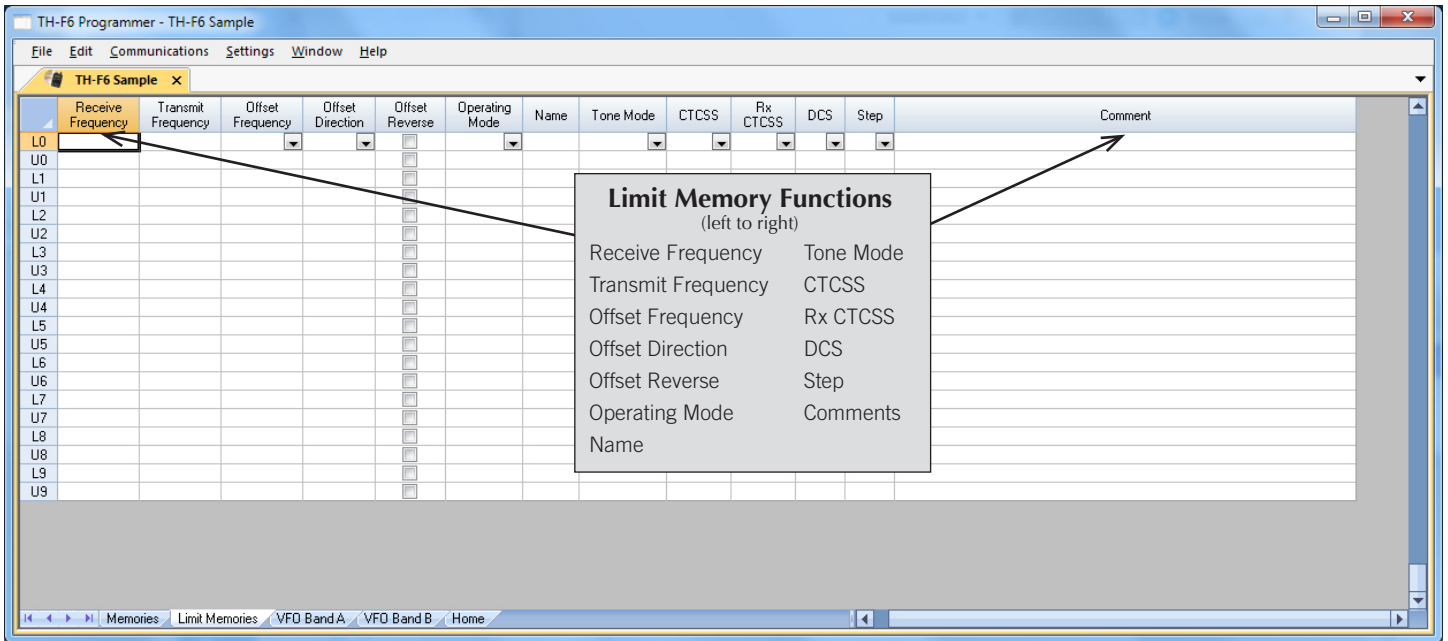 TH-F6 Programmer - TH-F6 Sample
File Edit Communications Settings Window Help
TH-F6 Sample X
Receive Frequency Transmit Frequency Offset Frequency Offset Direction Offset Reverse Operating Mode Name Tone Mode CTCSS Rx CTCSS DCS Step Comment
L0
U0
L1
U1
L2
U2
L3
U3
L4
U4
L5
U5
L6
U6
L7
U7
L8
U8
L9
U9
Limit Memory Functions
(left to right)
Receive Frequency Tone Mode
Transmit Frequency CTCSS
Offset Frequency Rx CTCSS
Offset Direction DCS
Offset Reverse Step
Operating Mode Comments
Name
Memories Limit Memories VFO Band A VFO Band B Home